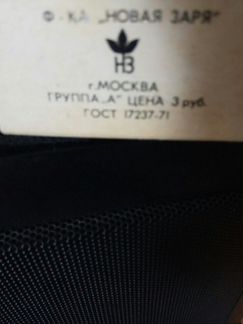 Ф-КА „НОВАЯ ЗАРЯ"
НЗ
г.МОСКВА
ГРУППА„А" ЦЕНА 3 руб.
ГОСТ 17237-71